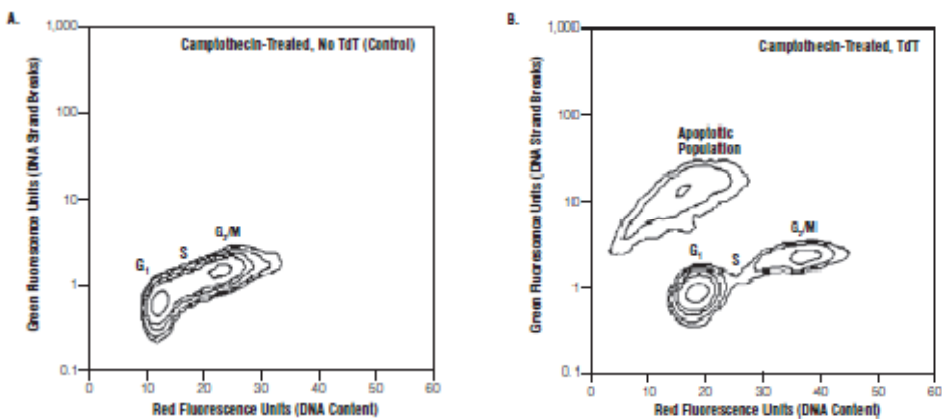 A.
1,000
100
10
1
0.1
Green Fluorescence Units (DNA Strand Breaks)
Camptothecin-Treated, No TdT (Control)
G1
S
G2/M
0 10 20 30 40 50 60
Red Fluorescence Units (DNA Content)
B.
1,000
100
10
1
0.1
Green Fluorescence Units (DNA Strand Breaks)
Camptothecin-Treated, TdT
Apoptotic
Population
G1
S
G2/M
0 10 20 30 40 50 60
Red Fluorescence Units (DNA Content)